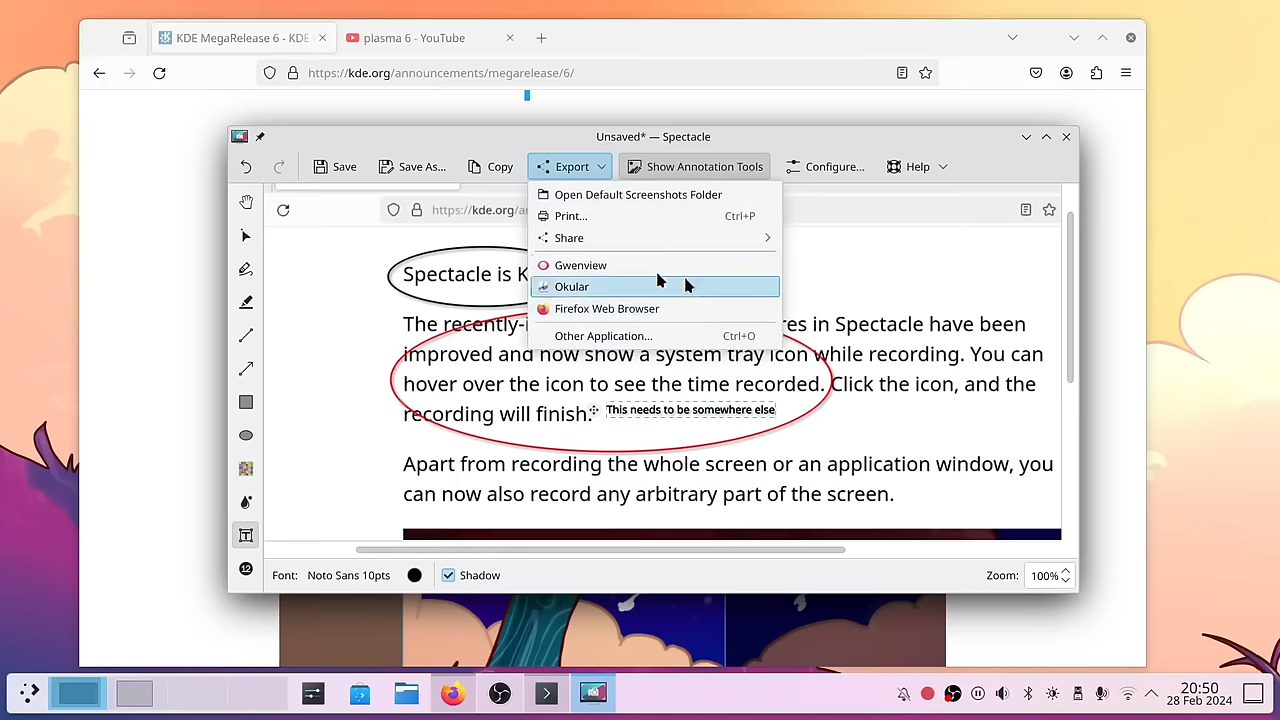 KDE MegaRelease 6 - KDE
plasma 6 - YouTube
https://kde.org/announcements/megarelease/6/
Unsaved* — Spectacle
Save
Save As...
Copy
Export
Show Annotation Tools
Configure...
Help
Open Default Screenshots Folder
Print... Ctrl+P
Share
Gwenview
Okular
Firefox Web Browser
Other Application... Ctrl+O
https://kde.org/an
Spectacle is K
The recently-i res in Spectacle have been
improved and now show a system tray icon while recording. You can
hover over the icon to see the time recorded. Click the icon, and the
recording will finish. This needs to be somewhere else
Apart from recording the whole screen or an application window, you
can now also record any arbitrary part of the screen.
12
Font: Noto Sans 10pts
Shadow
Zoom: 100%
20:50
28 Feb 2024